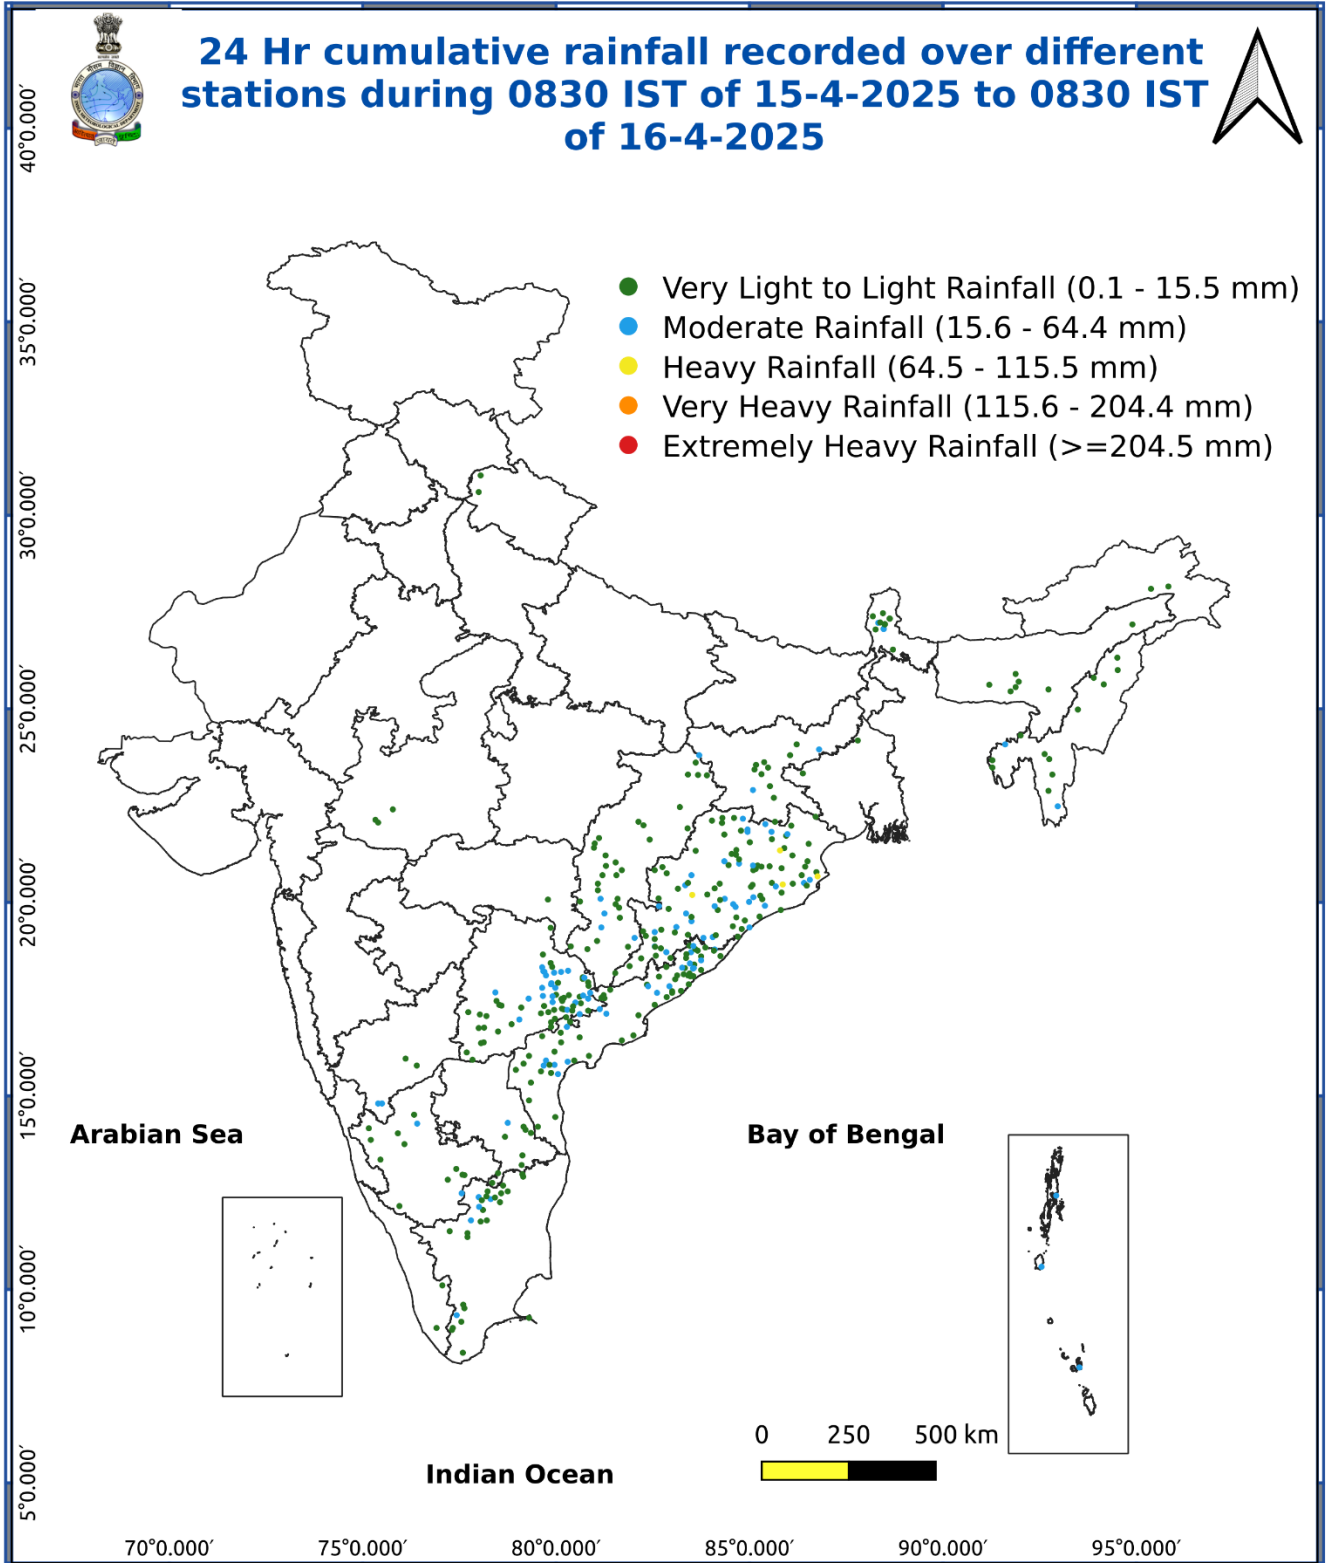 24 Hr cumulative rainfall recorded over different
stations during 0830 IST of 15-4-2025 to 0830 IST
of 16-4-2025
Very Light to Light Rainfall (0.1 - 15.5 mm)
Moderate Rainfall (15.6 - 64.4 mm)
Heavy Rainfall (64.5 - 115.5 mm)
Very Heavy Rainfall (115.6 - 204.4 mm)
Extremely Heavy Rainfall (>=204.5 mm)
40°0.000′
35°0.000′
30°0.000′
25°0.000′
20°0.000′
15°0.000′
10°0.000′
5°0.000′
Arabian Sea
Bay of Bengal
Indian Ocean
0 250 500 km
70°0.000′ 75°0.000′ 80°0.000′ 85°0.000′ 90°0.000′ 95°0.000′